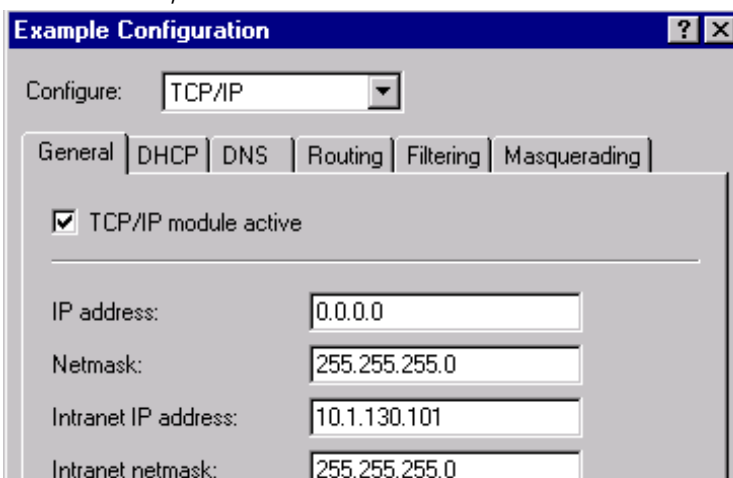 Example Configuration
Configure: TCP/IP
General DHCP DNS Routing Filtering Masquerading
TCP/IP module active
IP address: 0.0.0.0
Netmask: 255.255.255.0
Intranet IP address: 10.1.130.101
Intranet netmask: 255.255.255.0